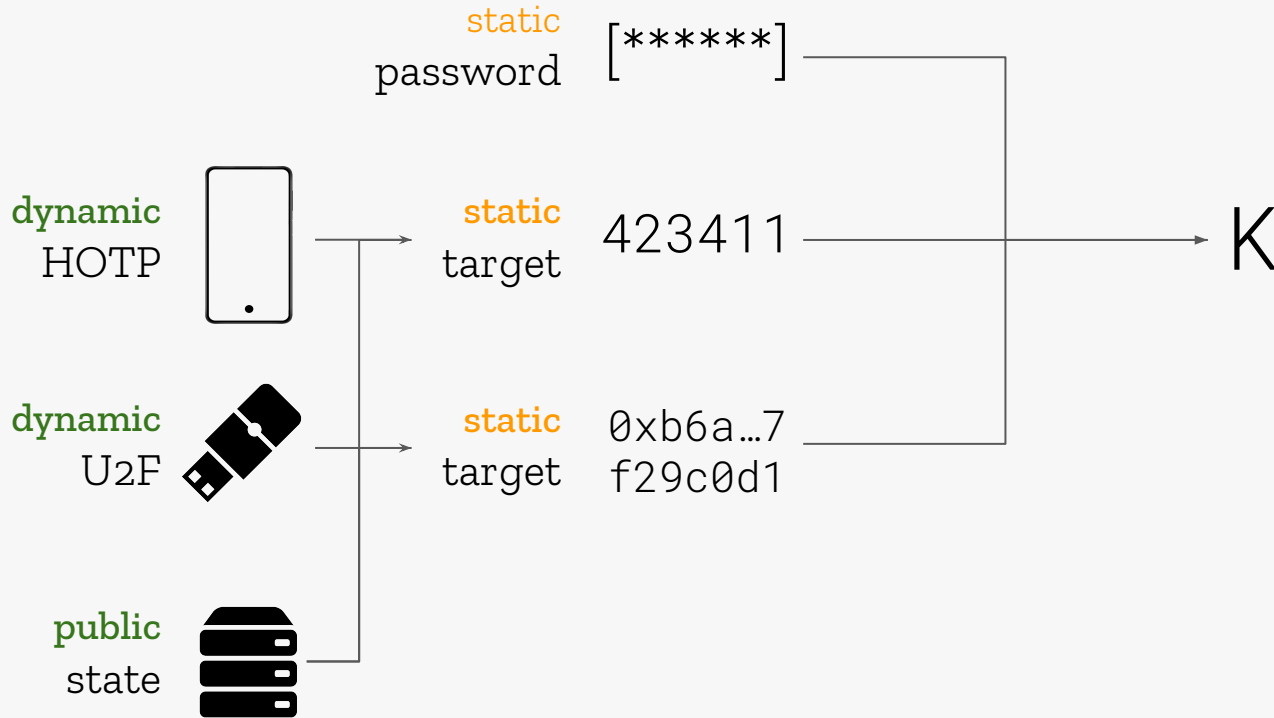 static
password
[******]
dynamic
HOTP
static
target
423411
K
dynamic
U2F
static
target
0xb6a…7
f29c0d1
public
state